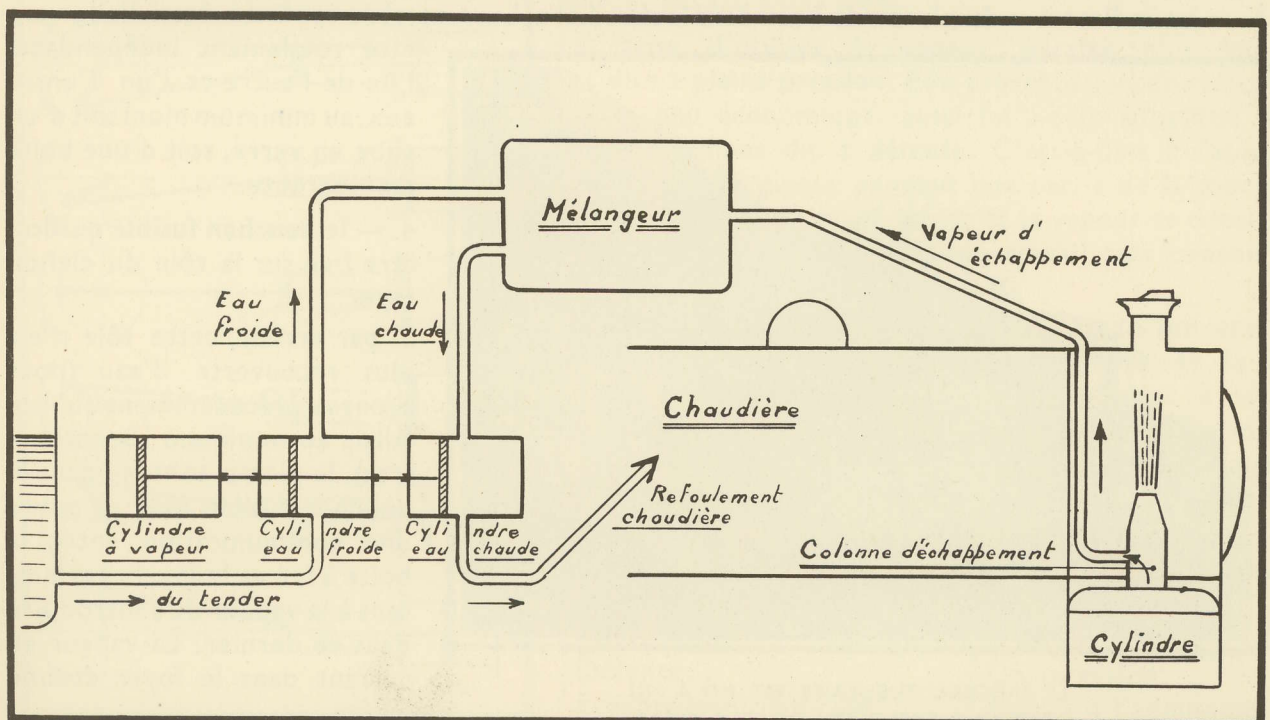 Mélangeur
Vapeur d'
échappement
Eau
froide
Eau
chaude
Chaudière
Refoulement
chaudière
Cylindre
à vapeur
Cyli ndre
eau froide
Cyli ndre
eau chaude
Colonne d'échappement
du tender
Cylindre